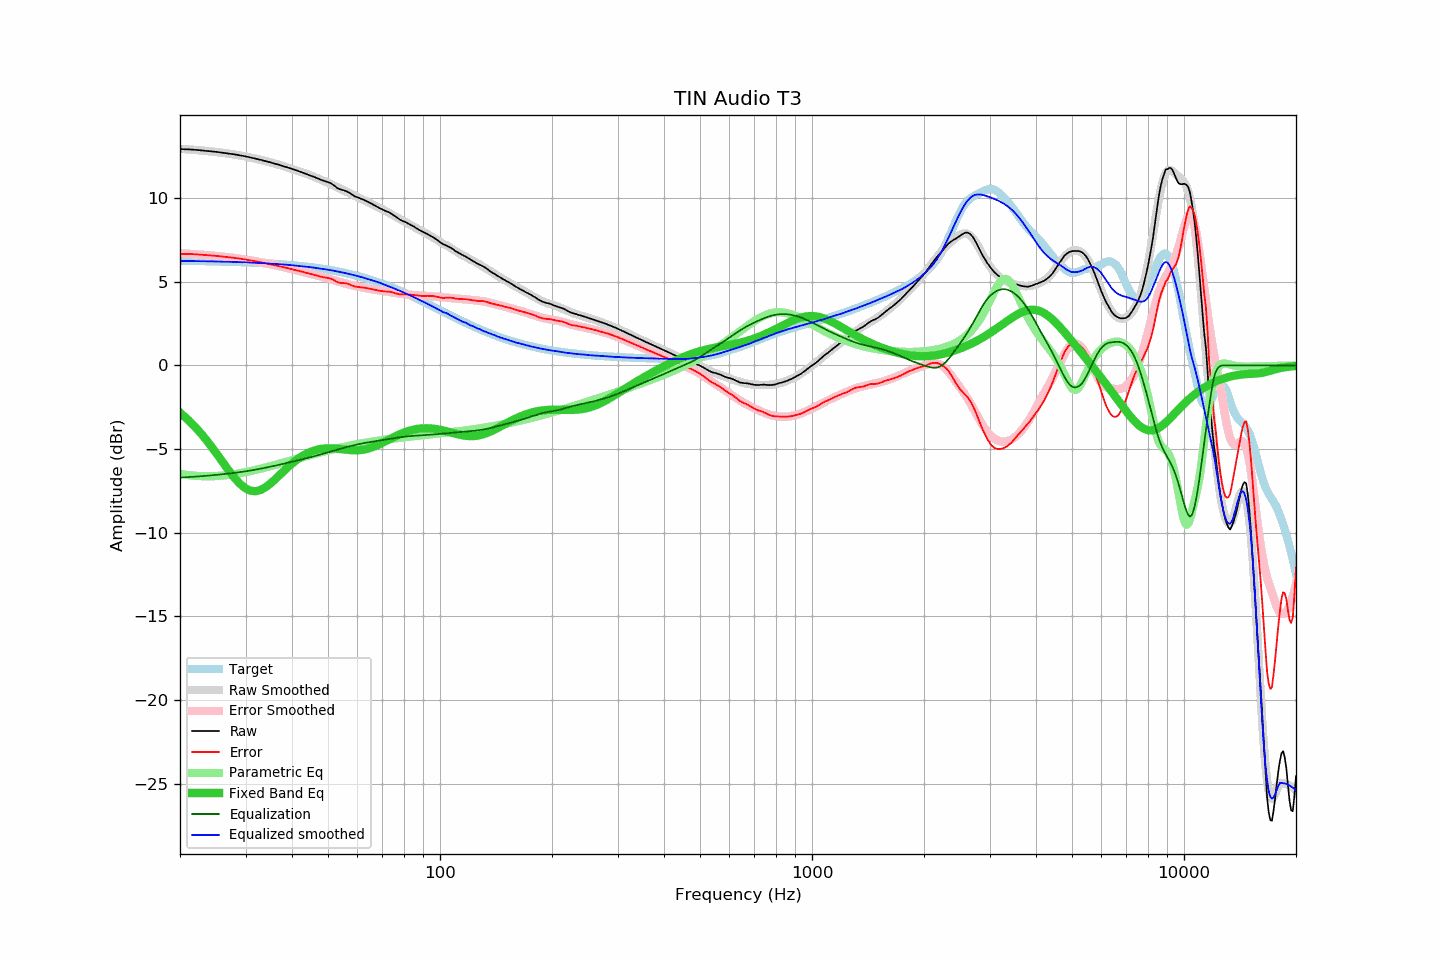 TIN Audio T3
Amplitude (dBr)
10
5
0
−5
−10
−15
−20
−25
Target
Raw Smoothed
Error Smoothed
Raw
Error
Parametric Eq
Fixed Band Eq
Equalization
Equalized smoothed
100
1000
10000
Frequency (Hz)